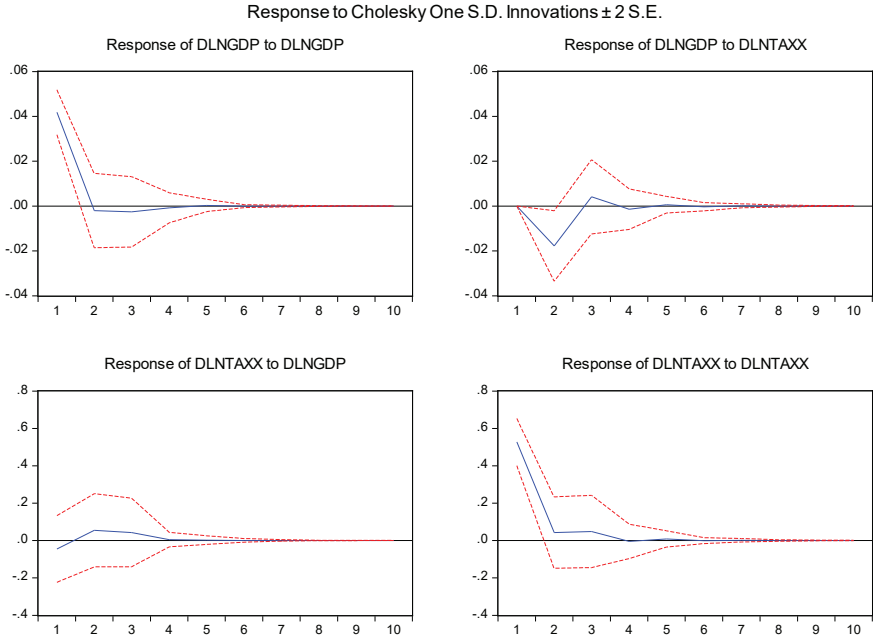 Response to Cholesky One S.D. Innovations ± 2 S.E.
Response of DLNGDP to DLNGDP
.06
.04
.02
.00
-.02
-.04
1 2 3 4 5 6 7 8 9 10
Response of DLNGDP to DLNTAXX
.06
.04
.02
.00
-.02
-.04
1 2 3 4 5 6 7 8 9 10
Response of DLNTAXX to DLNGDP
.8
.6
.4
.2
.0
-.2
-.4
1 2 3 4 5 6 7 8 9 10
Response of DLNTAXX to DLNTAXX
.8
.6
.4
.2
.0
-.2
-.4
1 2 3 4 5 6 7 8 9 10